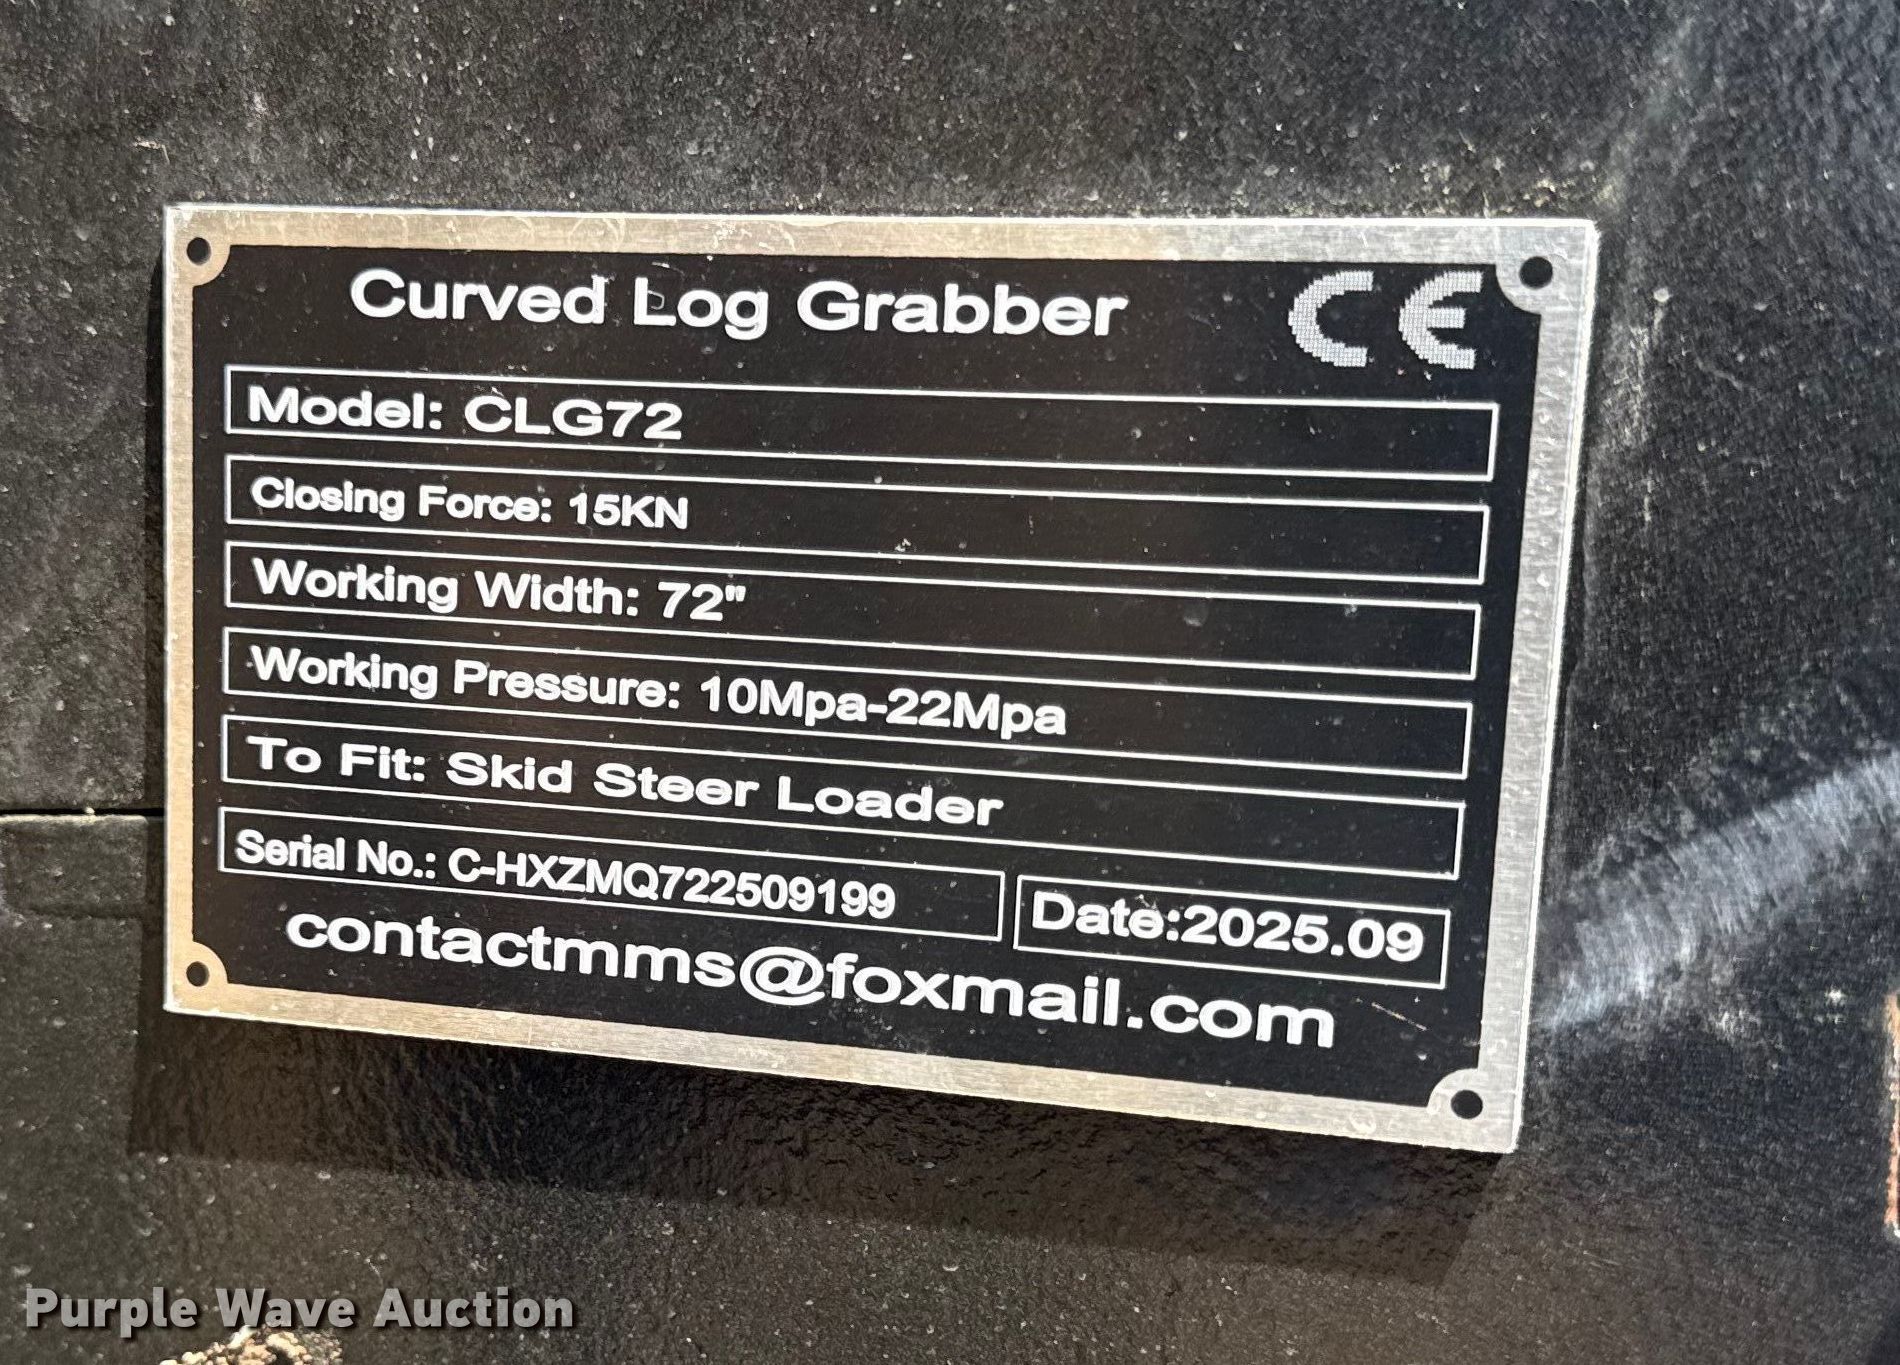 Curved Log Grabber CE
Model: CLG72
Closing Force: 15KN
Working Width: 72"
Working Pressure: 10Mpa-22Mpa
To Fit: Skid Steer Loader
Serial No.: C-HXZMQ722509199 Date:2025.09
contactmms@foxmail.com
Purple Wave Auction